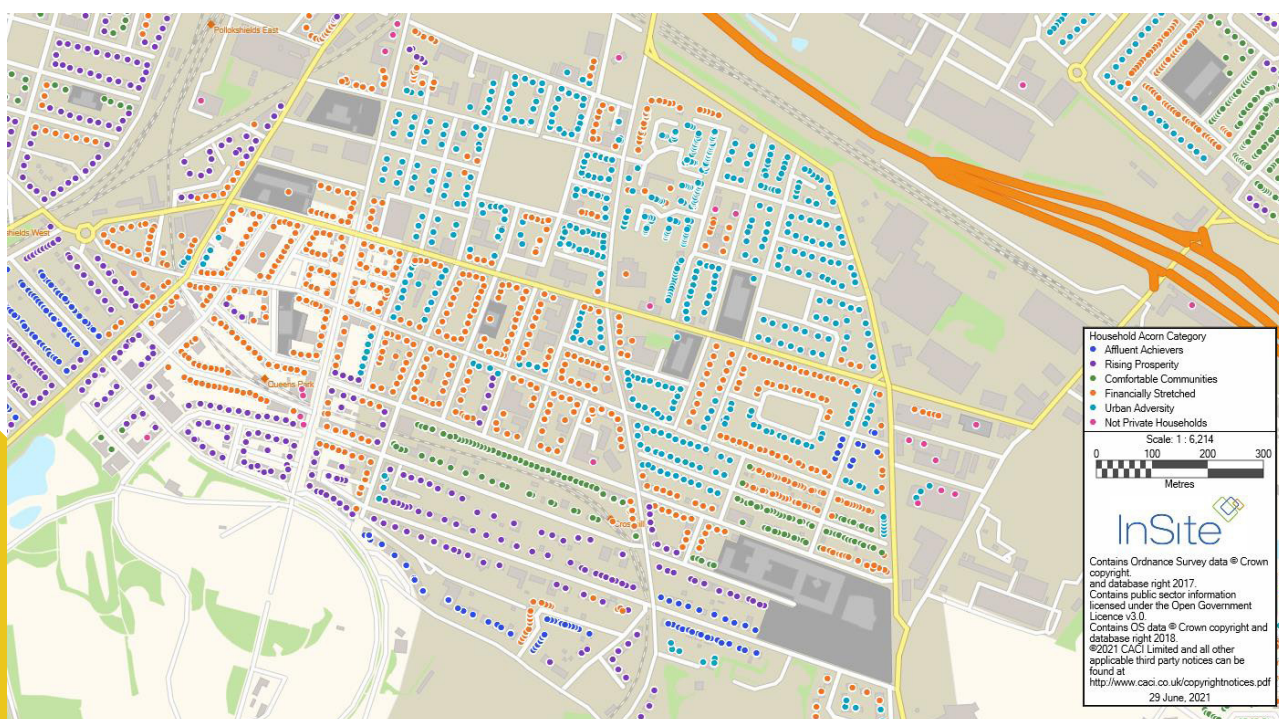 Pollokshields East
shields West
Queens Park
Household Acorn Category
Affluent Achievers
Rising Prosperity
Comfortable Communities
Financially Stretched
Urban Adversity
Not Private Households
Scale: 1 : 6,214
0 100 200 300
Metres
InSite
Contains Ordnance Survey data © Crown
copyright.
and database right 2017.
Contains public sector information
licensed under the Open Government
Licence v3.0.
Contains OS data © Crown copyright and
database right 2018.
©2021 CACI Limited and all other
applicable third party notices can be
found at
http://www.caci.co.uk/copyrightnotices.pdf
29 June, 2021